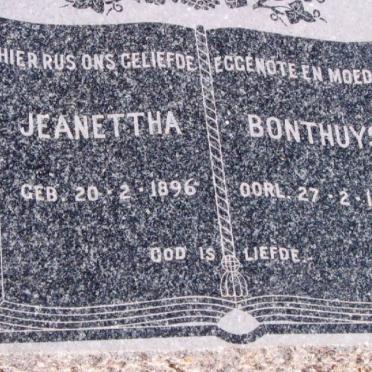 HIER RUS ONS GELIEFDE EGGENOTE EN MOED
JEANETTHA BONTHUYS
GEB. 20·2·1896 OORL. 27·2·1
GOD IS LIEFDE.